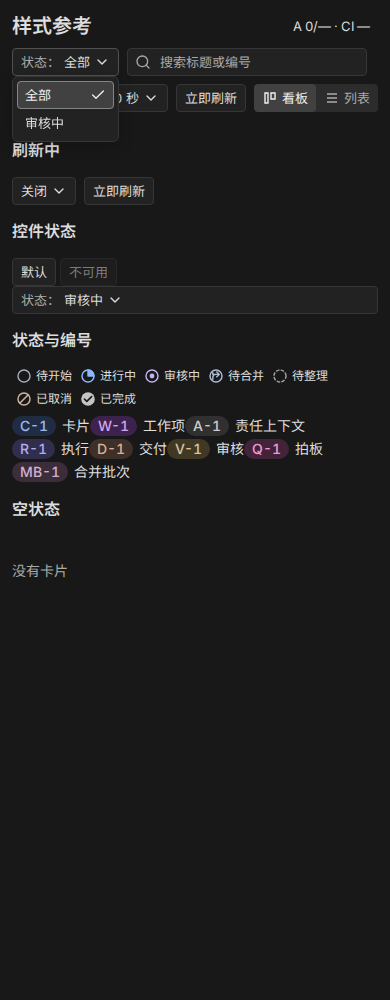 样式参考
A 0/— · CI —
状态： 全部
搜索标题或编号
全部
审核中
0 秒
立即刷新
看板
列表
刷新中
关闭
立即刷新
控件状态
默认
不可用
状态： 审核中
状态与编号
待开始 进行中 审核中 待合并 待整理
已取消 已完成
C-1 卡片 W-1 工作项 A-1 责任上下文
R-1 执行 D-1 交付 V-1 审核 Q-1 拍板
MB-1 合并批次
空状态
没有卡片